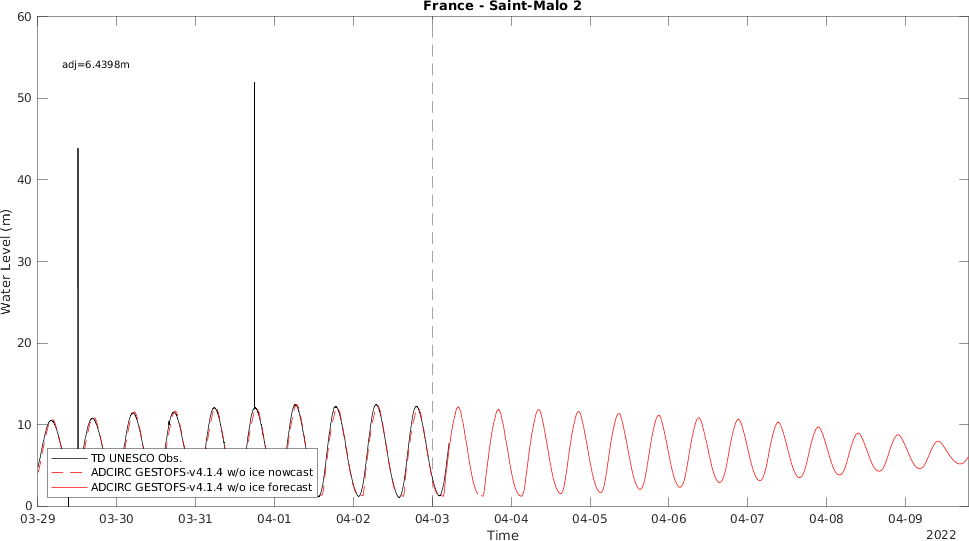 France - Saint-Malo 2
60
adj=6.4398m
50
40
30
20
10
0
Water Level (m)
TD UNESCO Obs.
ADCIRC GESTOFS-v4.1.4 w/o ice nowcast
ADCIRC GESTOFS-v4.1.4 w/o ice forecast
03-29 03-30 03-31 04-01 04-02 04-03 04-04 04-05 04-06 04-07 04-08 04-09
Time
2022